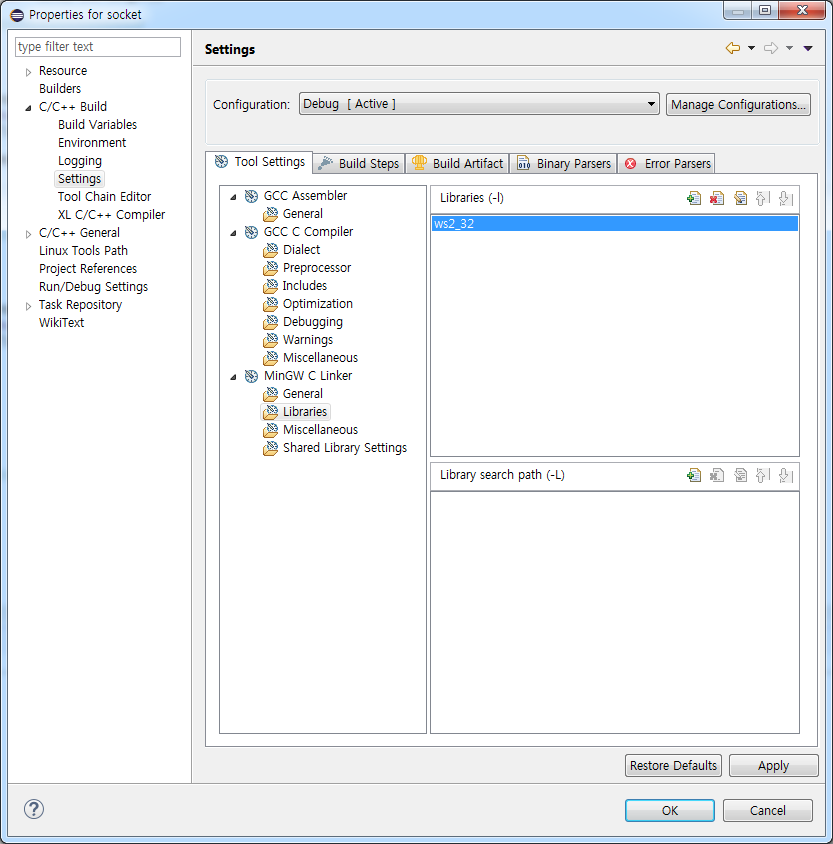 Properties for socket
type filter text
Resource
Builders
C/C++ Build
Build Variables
Environment
Logging
Settings
Tool Chain Editor
XL C/C++ Compiler
C/C++ General
Linux Tools Path
Project References
Run/Debug Settings
Task Repository
WikiText
Settings
Configuration: Debug [ Active ] Manage Configurations...
Tool Settings Build Steps Build Artifact Binary Parsers Error Parsers
GCC Assembler
General
GCC C Compiler
Dialect
Preprocessor
Includes
Optimization
Debugging
Warnings
Miscellaneous
MinGW C Linker
General
Libraries
Miscellaneous
Shared Library Settings
Libraries (-l)
ws2_32
Library search path (-L)
Restore Defaults Apply
OK Cancel